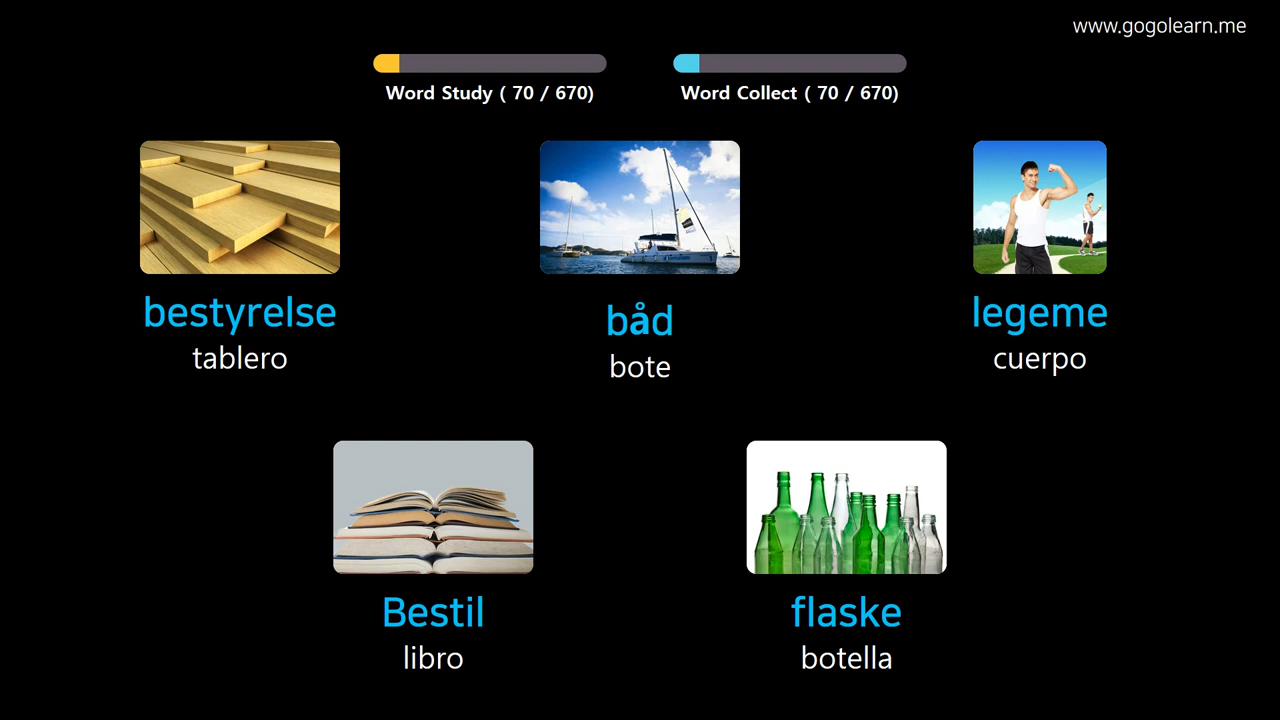 www.gogolearn.me
Word Study ( 70 / 670)
Word Collect ( 70 / 670)
bestyrelse
tablero
båd
bote
legeme
cuerpo
Bestil
libro
flaske
botella